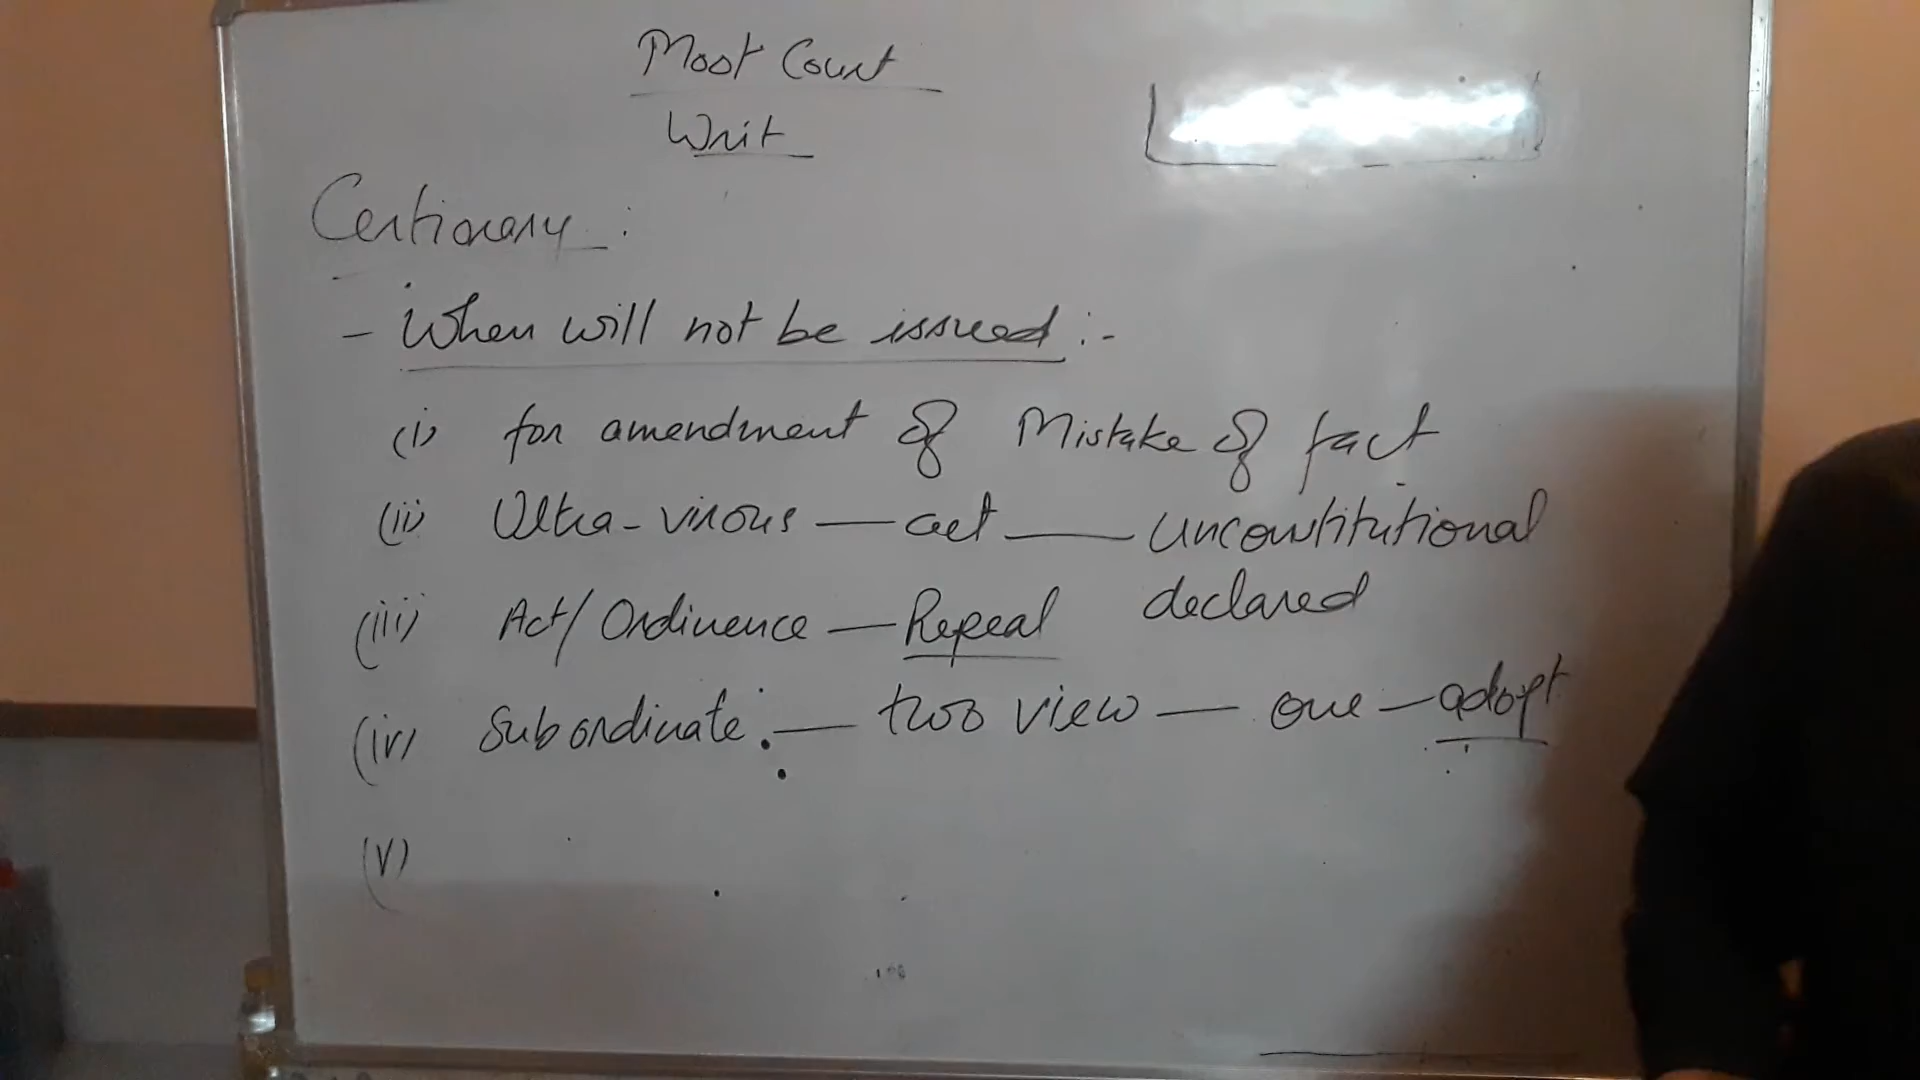 Moot Court
Writ
Certiorary :
- When will not be issued :-
(i) for amendment of Mistake of fact
(ii) Ultra-virous — act — unconstitutional
declared
(iii) Act/Ordinence — Repeal
(iv) Subordinate :— two view — one — adopt
(v)